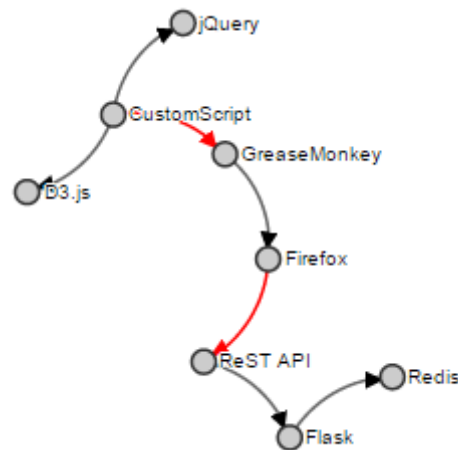 jQuery
CustomScript
GreaseMonkey
D3.js
Firefox
ReST API
Redis
Flask